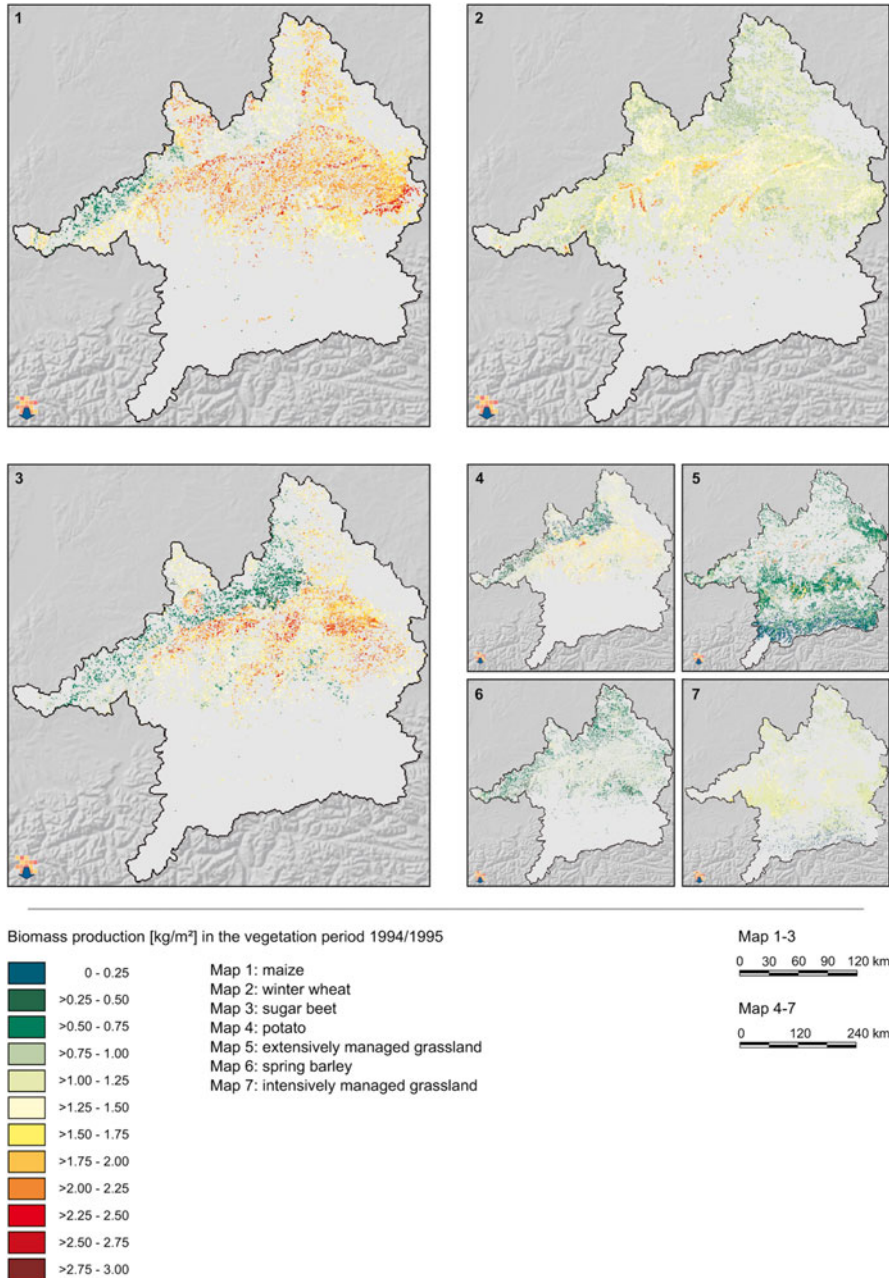 1
2
3
4
5
6
7
Biomass production [kg/m²] in the vegetation period 1994/1995
0 - 0.25
>0.25 - 0.50
>0.50 - 0.75
>0.75 - 1.00
>1.00 - 1.25
>1.25 - 1.50
>1.50 - 1.75
>1.75 - 2.00
>2.00 - 2.25
>2.25 - 2.50
>2.50 - 2.75
>2.75 - 3.00
Map 1: maize
Map 2: winter wheat
Map 3: sugar beet
Map 4: potato
Map 5: extensively managed grassland
Map 6: spring barley
Map 7: intensively managed grassland
Map 1-3
0 30 60 90 120 km
Map 4-7
0 120 240 km